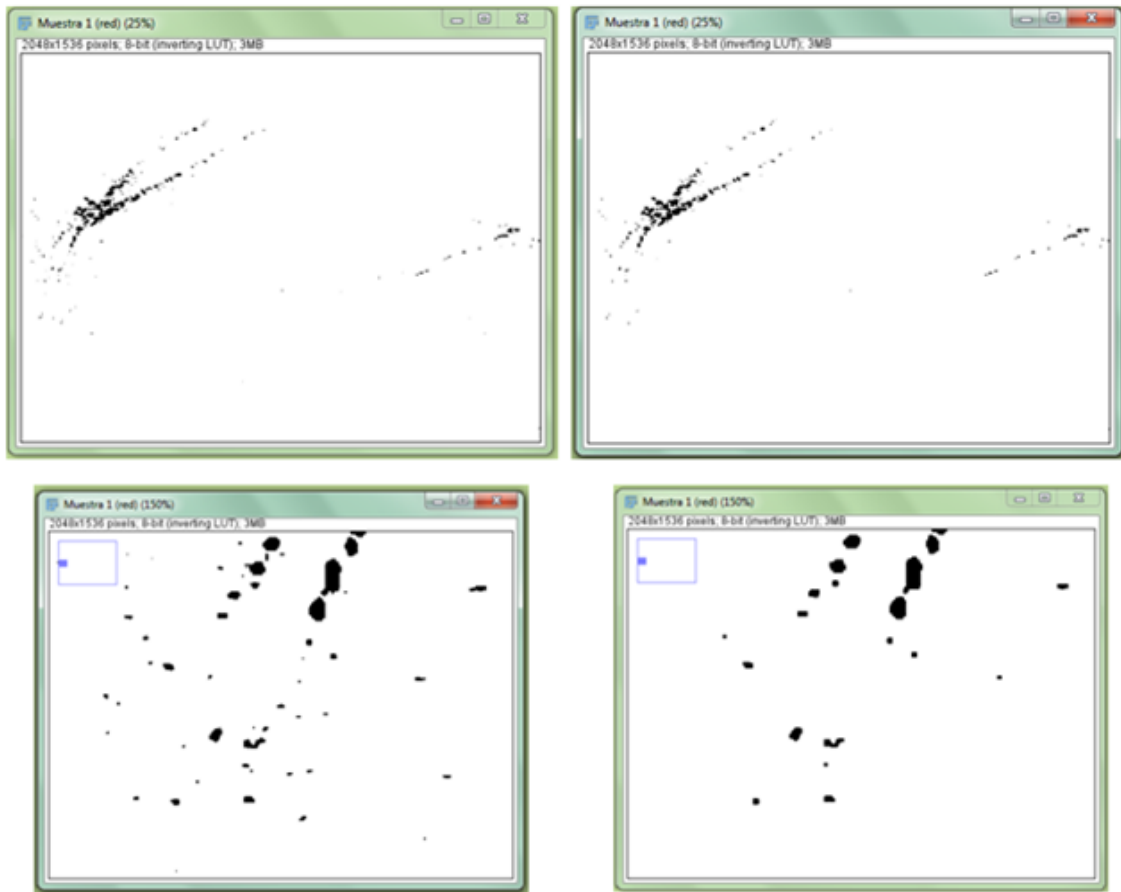 Muestra 1 (red) (25%)
2048x1536 pixels; 8-bit (inverting LUT); 3MB
Muestra 1 (red) (25%)
2048x1536 pixels; 8-bit (inverting LUT); 3MB
Muestra 1 (red) (150%)
2048x1536 pixels; 8-bit (inverting LUT); 3MB
Muestra 1 (red) (150%)
2048x1536 pixels; 8-bit (inverting LUT); 3MB